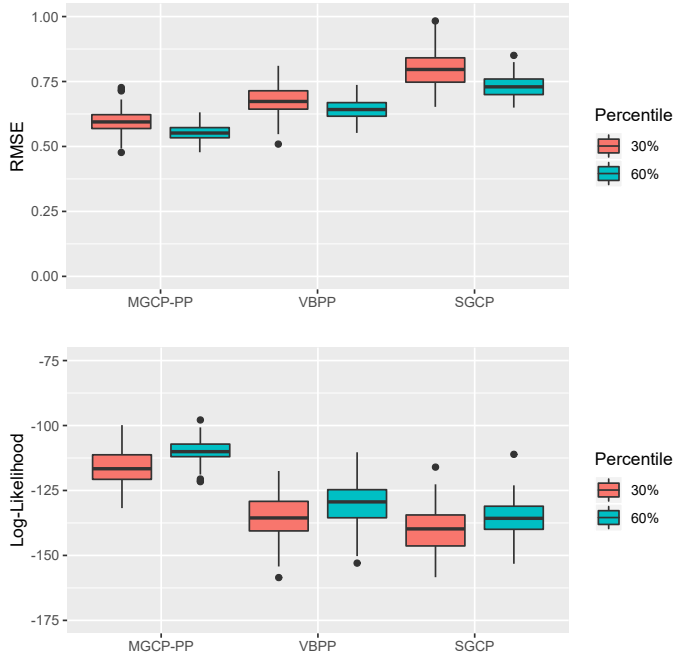 1.00
0.75
0.50
0.25
0.00
RMSE
MGCP-PP
VBPP
SGCP
Percentile
30%
60%
-75
-100
-125
-150
-175
Log-Likelihood
MGCP-PP
VBPP
SGCP
Percentile
30%
60%